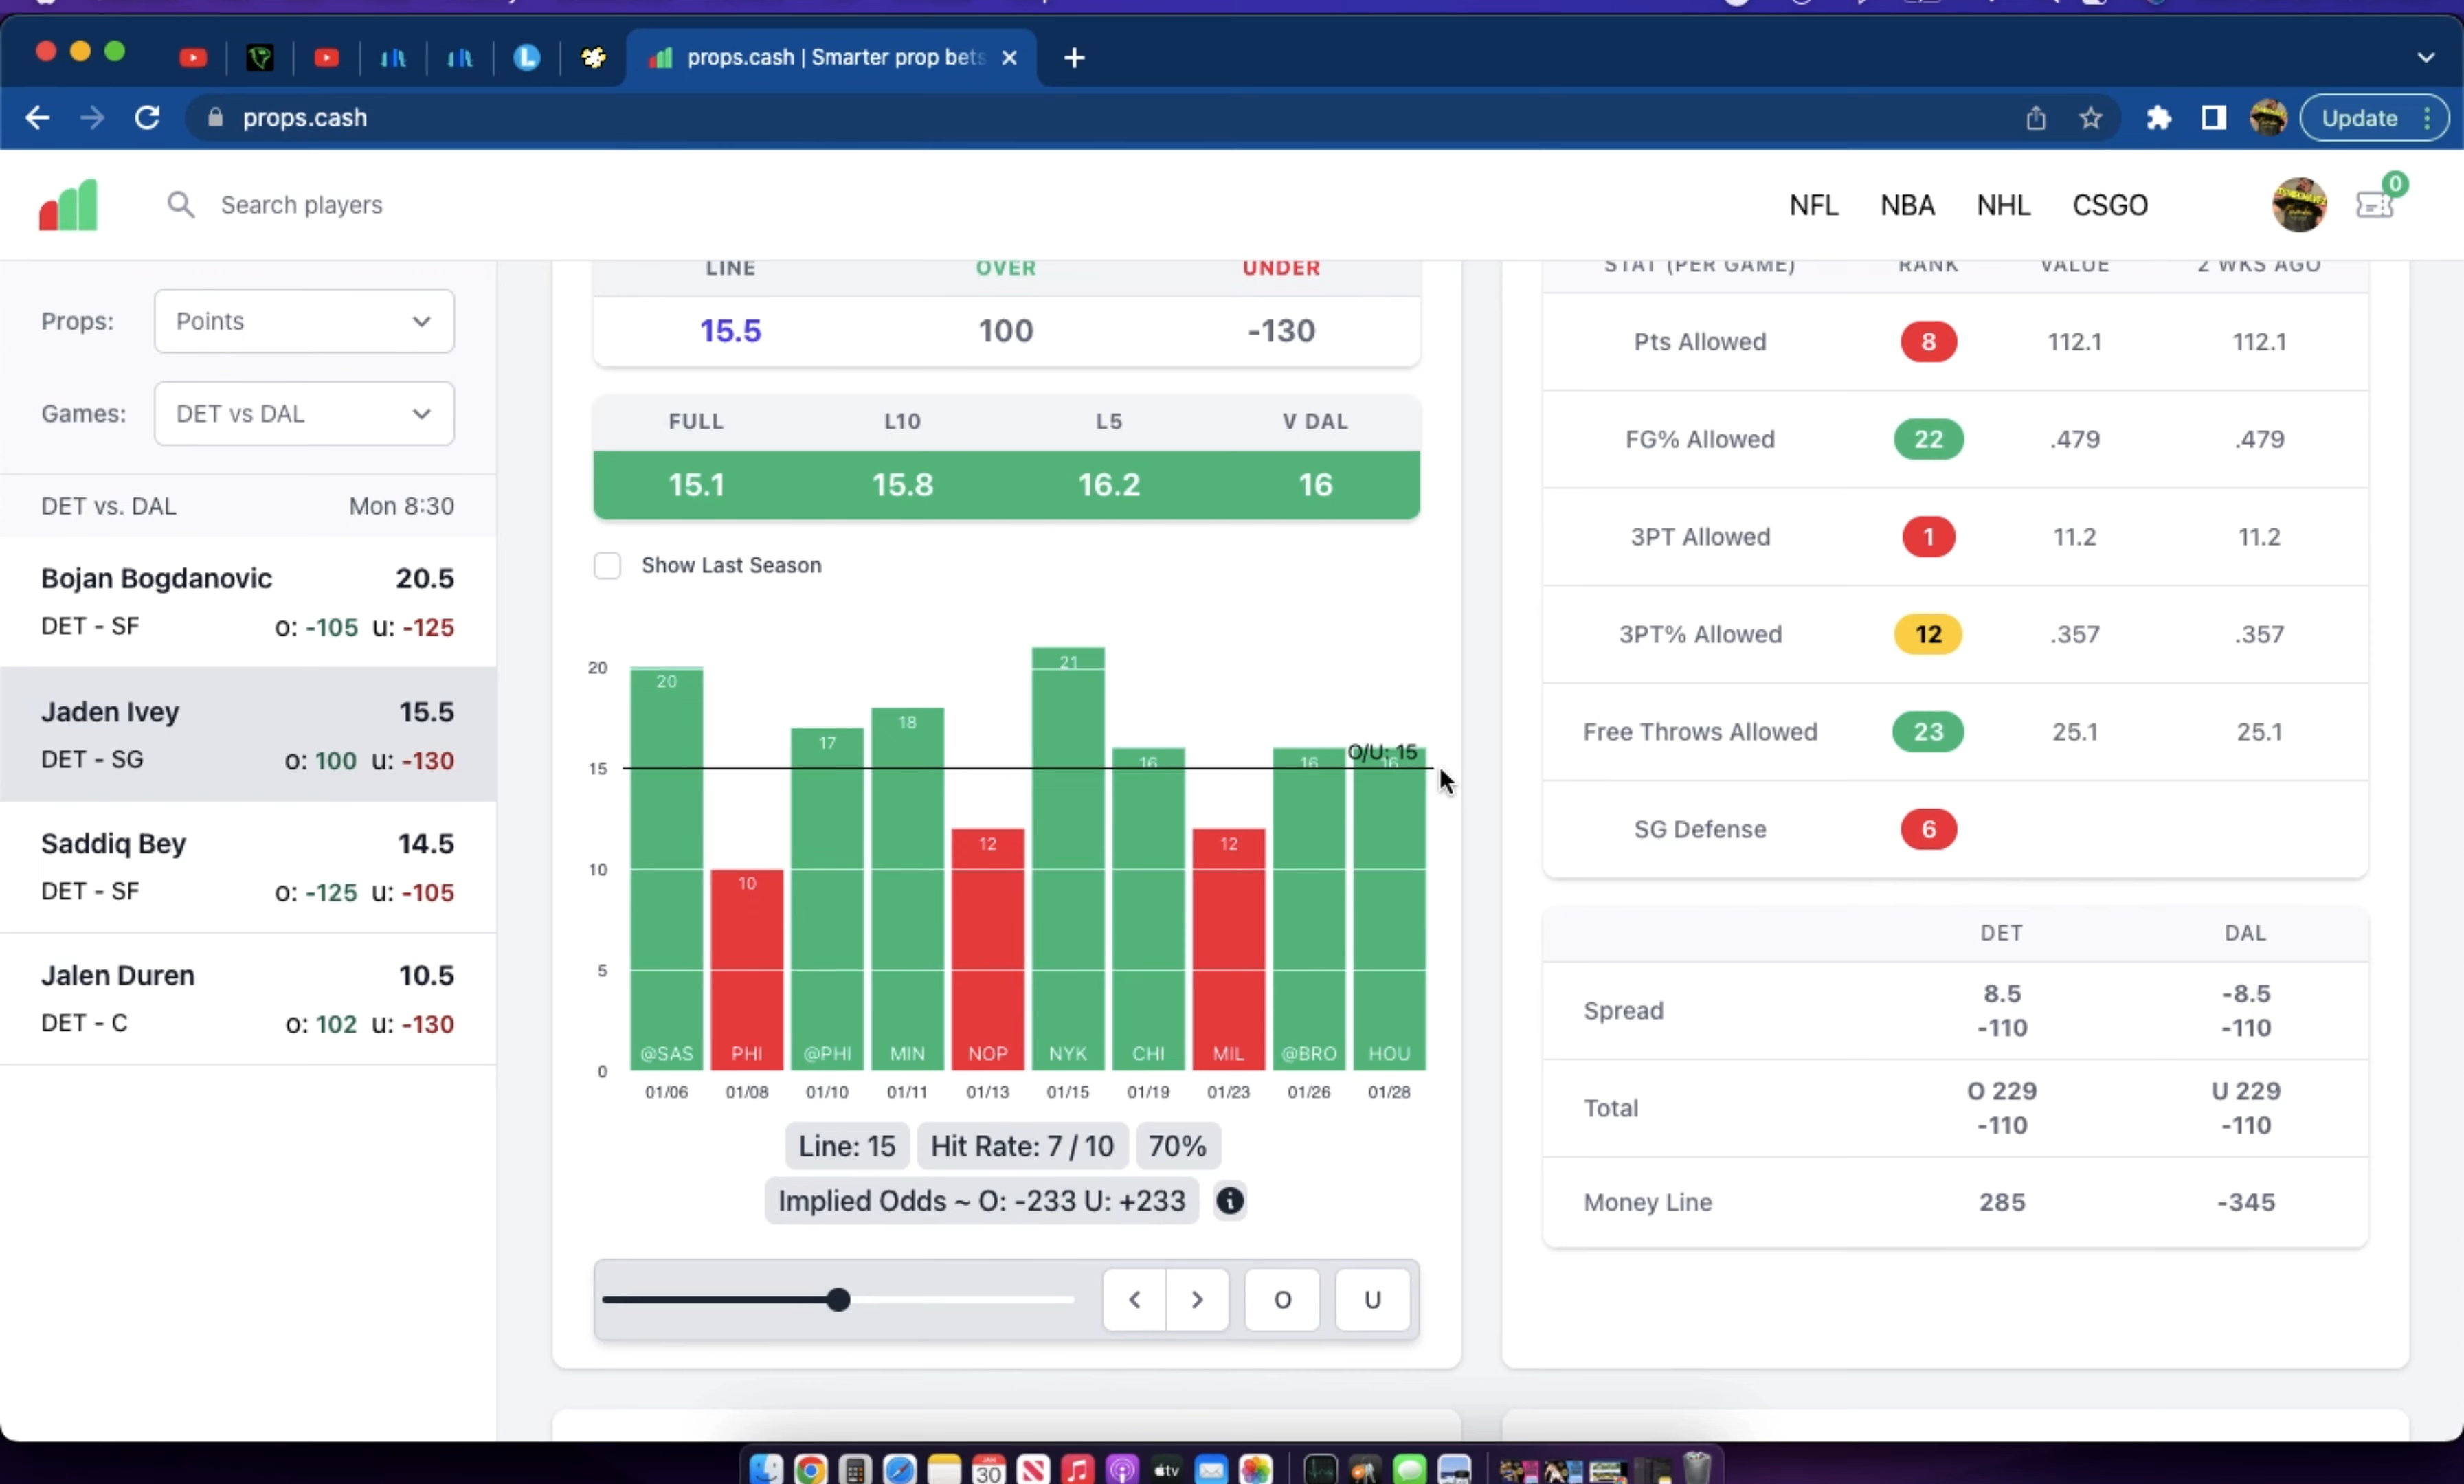 props.cash | Smarter prop bets
props.cash
Update
Search players
NFL NBA NHL CSGO
0
Props: Points
Games: DET vs DAL
DET vs. DAL Mon 8:30
Bojan Bogdanovic 20.5
DET - SF o: -105 u: -125
Jaden Ivey 15.5
DET - SG o: 100 u: -130
Saddiq Bey 14.5
DET - SF o: -125 u: -105
Jalen Duren 10.5
DET - C o: 102 u: -130
LINE OVER UNDER
15.5 100 -130
FULL L10 L5 V DAL
15.1 15.8 16.2 16
Show Last Season
20
15
10
5
0
20 10 17 18 12 21 16 12 16 16
O/U: 15
@SAS PHI @PHI MIN NOP NYK CHI MIL @BRO HOU
01/06 01/08 01/10 01/11 01/13 01/15 01/19 01/23 01/26 01/28
Line: 15 Hit Rate: 7 / 10 70%
Implied Odds ~ O: -233 U: +233
O U
STAT (PER GAME) RANK VALUE 2 WKS AGO
Pts Allowed 8 112.1 112.1
FG% Allowed 22 .479 .479
3PT Allowed 1 11.2 11.2
3PT% Allowed 12 .357 .357
Free Throws Allowed 23 25.1 25.1
SG Defense 6
DET DAL
Spread 8.5 -8.5
-110 -110
Total O 229 U 229
-110 -110
Money Line 285 -345
JAN
30
tv